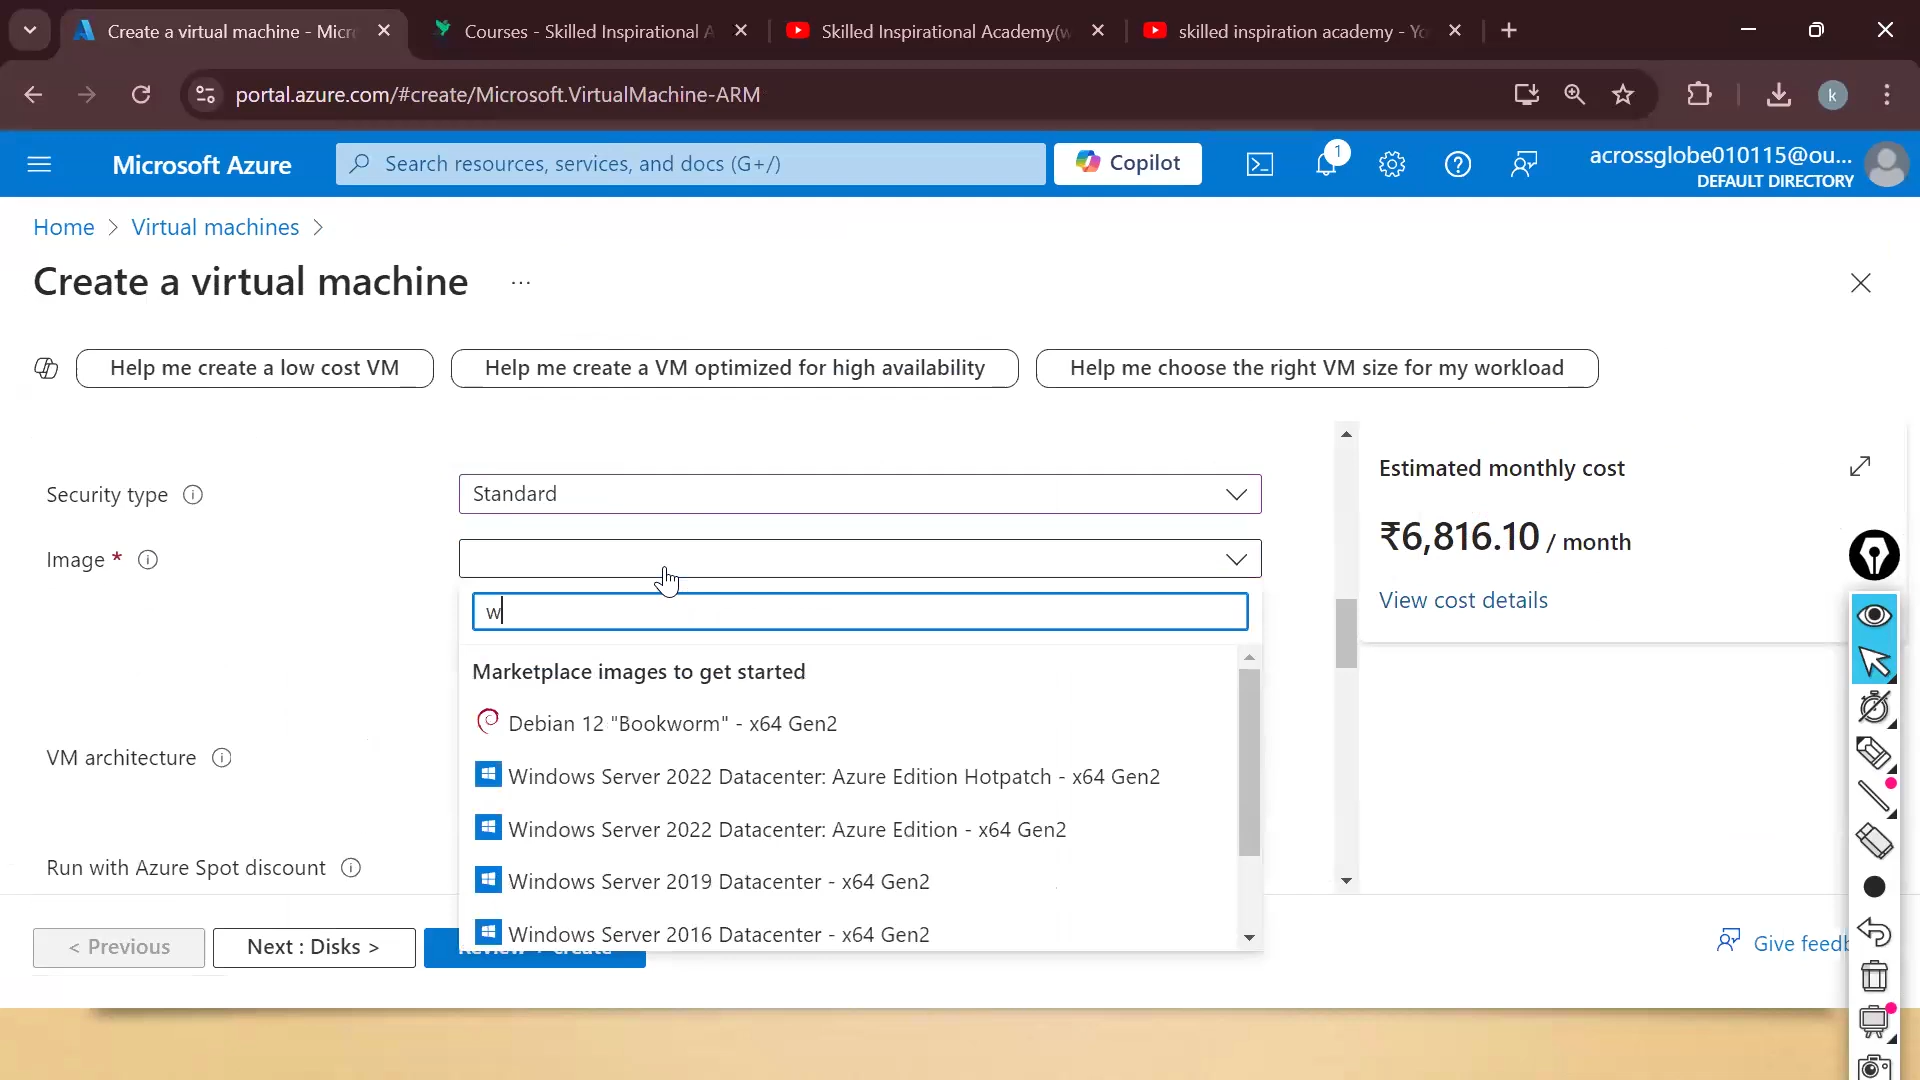 Create a virtual machine - Micr
Courses - Skilled Inspirational A
Skilled Inspirational Academy(w
skilled inspiration academy - Yo
portal.azure.com/#create/Microsoft.VirtualMachine-ARM
k
Microsoft Azure
Search resources, services, and docs (G+/)
Copilot
1
acrossglobe010115@ou...
DEFAULT DIRECTORY
Home > Virtual machines >
Create a virtual machine ...
Help me create a low cost VM
Help me create a VM optimized for high availability
Help me choose the right VM size for my workload
Security type
Standard
Image *
w
Marketplace images to get started
Debian 12 "Bookworm" - x64 Gen2
Windows Server 2022 Datacenter: Azure Edition Hotpatch - x64 Gen2
Windows Server 2022 Datacenter: Azure Edition - x64 Gen2
Windows Server 2019 Datacenter - x64 Gen2
Windows Server 2016 Datacenter - x64 Gen2
VM architecture
Run with Azure Spot discount
Estimated monthly cost
₹6,816.10 / month
View cost details
< Previous
Next : Disks >
Review + create
Give feedb